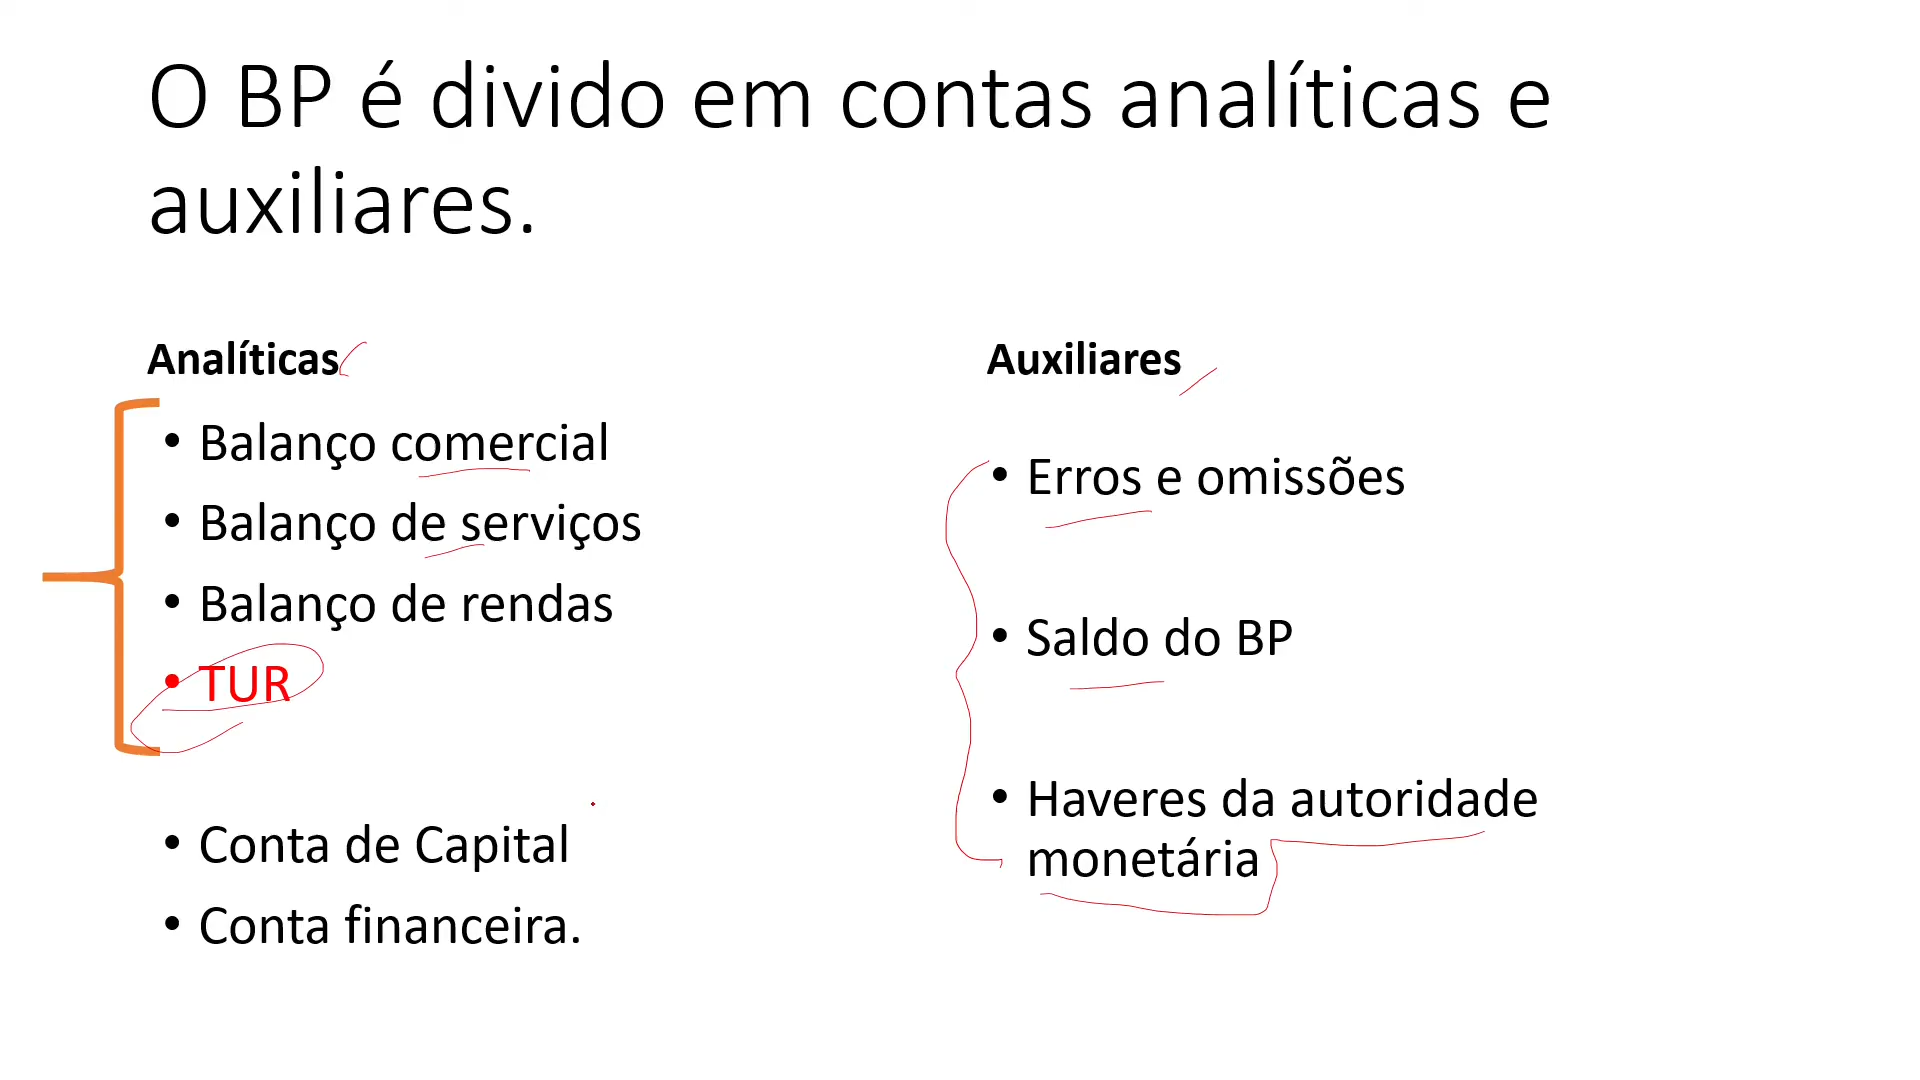 O BP é divido em contas analíticas e
auxiliares.
Analíticas
• Balanço comercial
• Balanço de serviços
• Balanço de rendas
• TUR
• Conta de Capital
• Conta financeira.
Auxiliares
• Erros e omissões
• Saldo do BP
• Haveres da autoridade
monetária